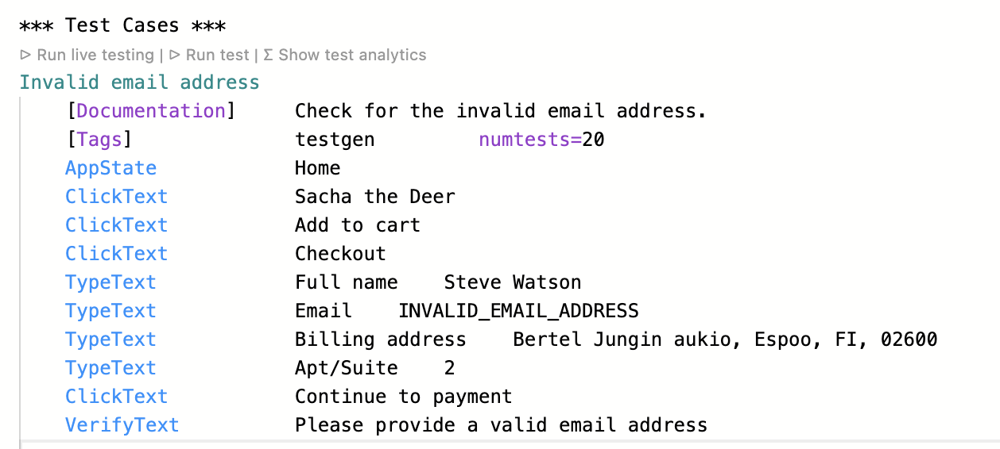 *** Test Cases ***
▷ Run live testing | ▷ Run test | Σ Show test analytics
Invalid email address
[Documentation] Check for the invalid email address.
[Tags] testgen numtests=20
AppState Home
ClickText Sacha the Deer
ClickText Add to cart
ClickText Checkout
TypeText Full name Steve Watson
TypeText Email INVALID_EMAIL_ADDRESS
TypeText Billing address Bertel Jungin aukio, Espoo, FI, 02600
TypeText Apt/Suite 2
ClickText Continue to payment
VerifyText Please provide a valid email address